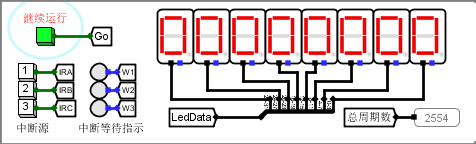 继续运行
Go
1 IRA W1
2 IRB W2
3 IRC W3
中断源 中断等待指示
00000000
LedData 总周期数 2554